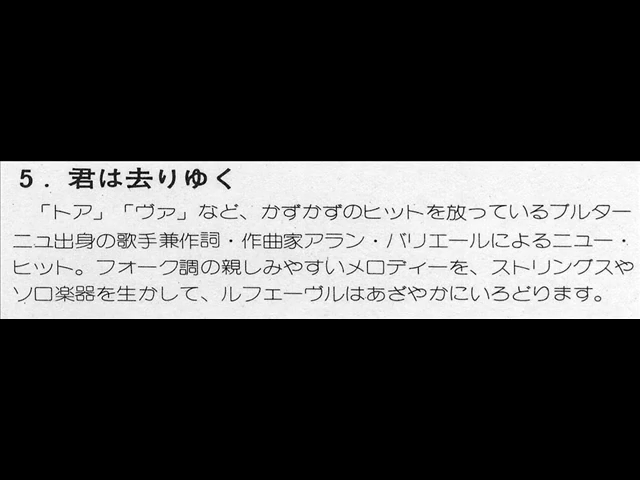 5．君は去りゆく
「トア」「ヴァ」など、かずかずのヒットを放っているブルター
ニュ出身の歌手兼作詞・作曲家アラン・バリエールによるニュー・
ヒット。フォーク調の親しみやすいメロディーを、ストリングスや
ソロ楽器を生かして、ルフェーヴルはあざやかにいろどります。